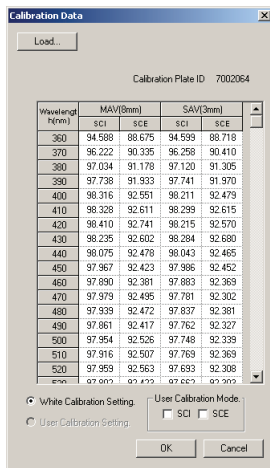 Calibration Data
Load...
Calibration Plate ID 7002064
Wavelengt h(nm) MAV(8mm) SAV(3mm)
SCI SCE SCI SCE
360 94.588 88.675 94.599 88.718
370 96.222 90.335 96.258 90.410
380 97.034 91.178 97.120 91.305
390 97.738 91.933 97.741 91.970
400 98.316 92.551 98.211 92.479
410 98.328 92.611 98.299 92.615
420 98.410 92.741 98.215 92.570
430 98.235 92.602 98.284 92.680
440 98.075 92.478 98.043 92.465
450 97.967 92.423 97.986 92.452
460 97.890 92.381 97.883 92.369
470 97.979 92.495 97.781 92.302
480 97.939 92.472 97.837 92.381
490 97.861 92.417 97.762 92.327
500 97.954 92.526 97.748 92.339
510 97.916 92.507 97.769 92.369
520 97.959 92.563 97.693 92.308
White Calibration Setting.
User Calibration Setting.
User Calibration Mode.
SCI SCE
OK Cancel